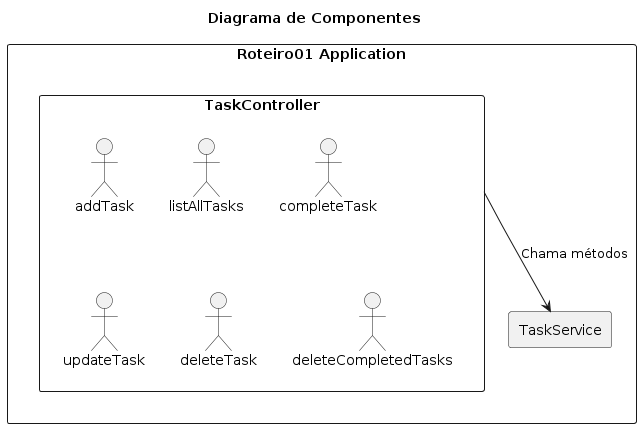 Diagrama de Componentes
Roteiro01 Application
TaskController
addTask
listAllTasks
completeTask
Chama métodos
TaskService
updateTask
deleteTask
deleteCompletedTasks